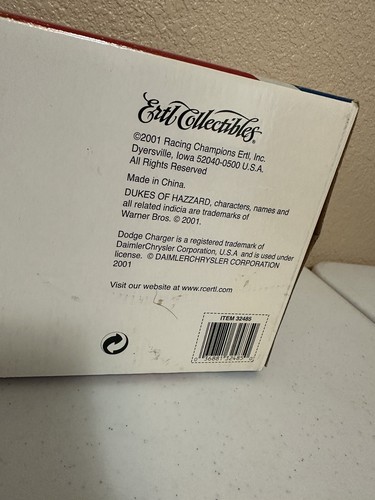 Ertl Collectibles®
©2001 Racing Champions Ertl, Inc.
Dyersville, Iowa 52040-0500 U.S.A.
All Rights Reserved
Made in China.
DUKES OF HAZZARD, characters, names and
all related indicia are trademarks of
Warner Bros. © 2001.
Dodge Charger is a registered trademark of
DaimlerChrysler Corporation, U.S.A. and is used under
license. © DAIMLERCHRYSLER CORPORATION
2001
Visit our website at www.rcertl.com
ITEM 32485
0 36881 32485